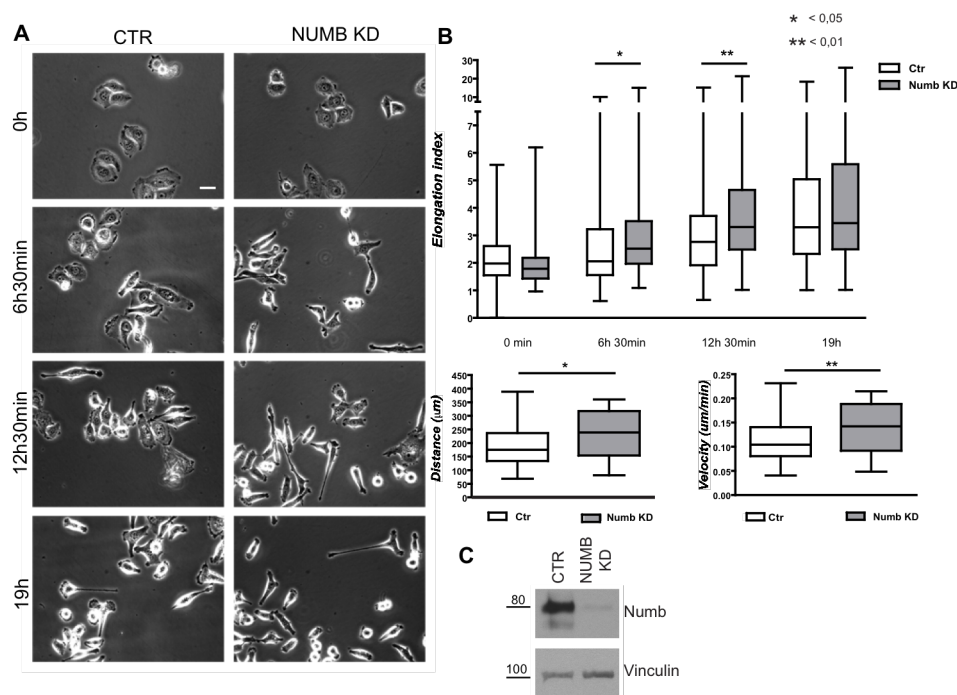 A
CTR
NUMB KD
0h
6h30min
12h30min
19h
B
* < 0,05
** < 0,01
Ctr
Numb KD
Elongation index
30
20
10
7
6
5
4
3
2
1
0
*
**
0 min
6h 30min
12h 30min
19h
Distance (μm)
450
400
350
300
250
200
150
100
50
0
*
Ctr
Numb KD
Velocity (um/min)
0.25
0.20
0.15
0.10
0.05
0.00
**
Ctr
Numb KD
C
CTR
NUMB
KD
80
Numb
100
Vinculin